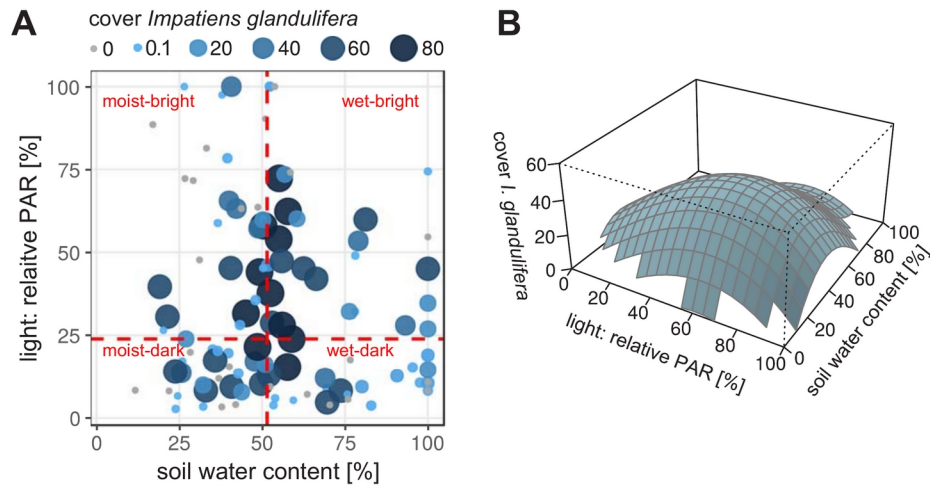 A
cover Impatiens glandulifera
0 0.1 20 40 60 80
100
75
50
25
0
light: relaitve PAR [%]
moist-bright
wet-bright
moist-dark
wet-dark
0 25 50 75 100
soil water content [%]
B
cover I. glandulifera
60
40
20
0
0 20 40 60 80 100
light: relative PAR [%]
0 20 40 60 80 100
soil water content [%]